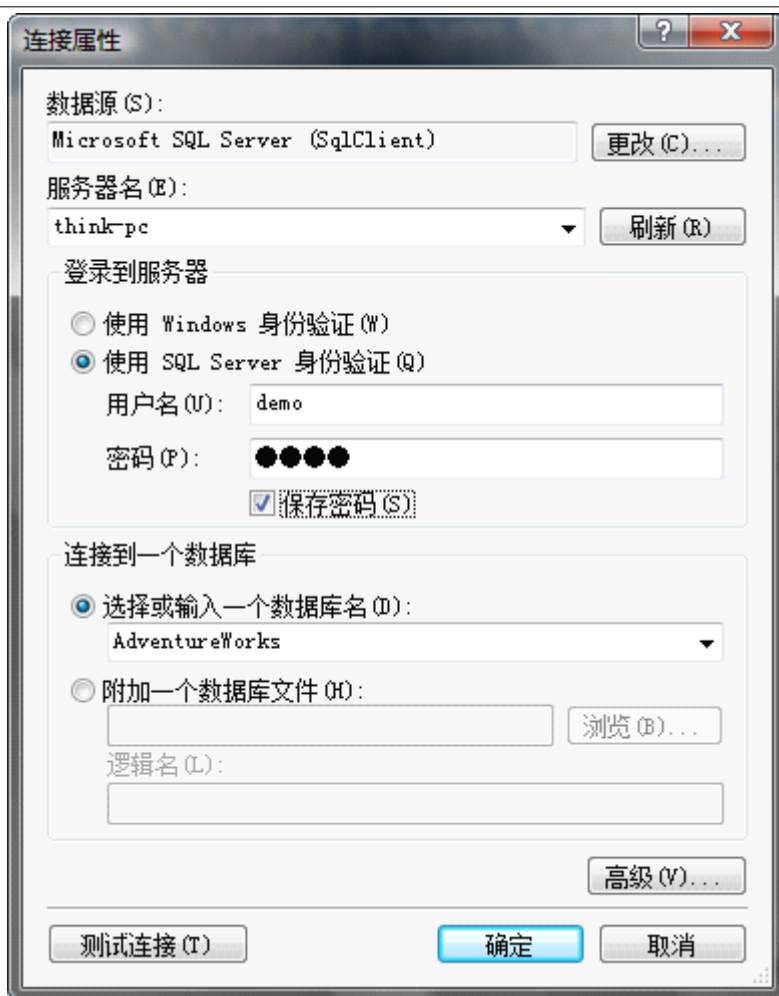 连接属性
数据源(S):
Microsoft SQL Server (SqlClient)
更改(C)...
服务器名(E):
think-pc
刷新(R)
登录到服务器
使用 Windows 身份验证(W)
使用 SQL Server 身份验证(Q)
用户名(U): demo
密码(P): ●●●●
保存密码(S)
连接到一个数据库
选择或输入一个数据库名(D):
AdventureWorks
附加一个数据库文件(H):
浏览(B)...
逻辑名(L):
高级(V)...
测试连接(T) 确定 取消